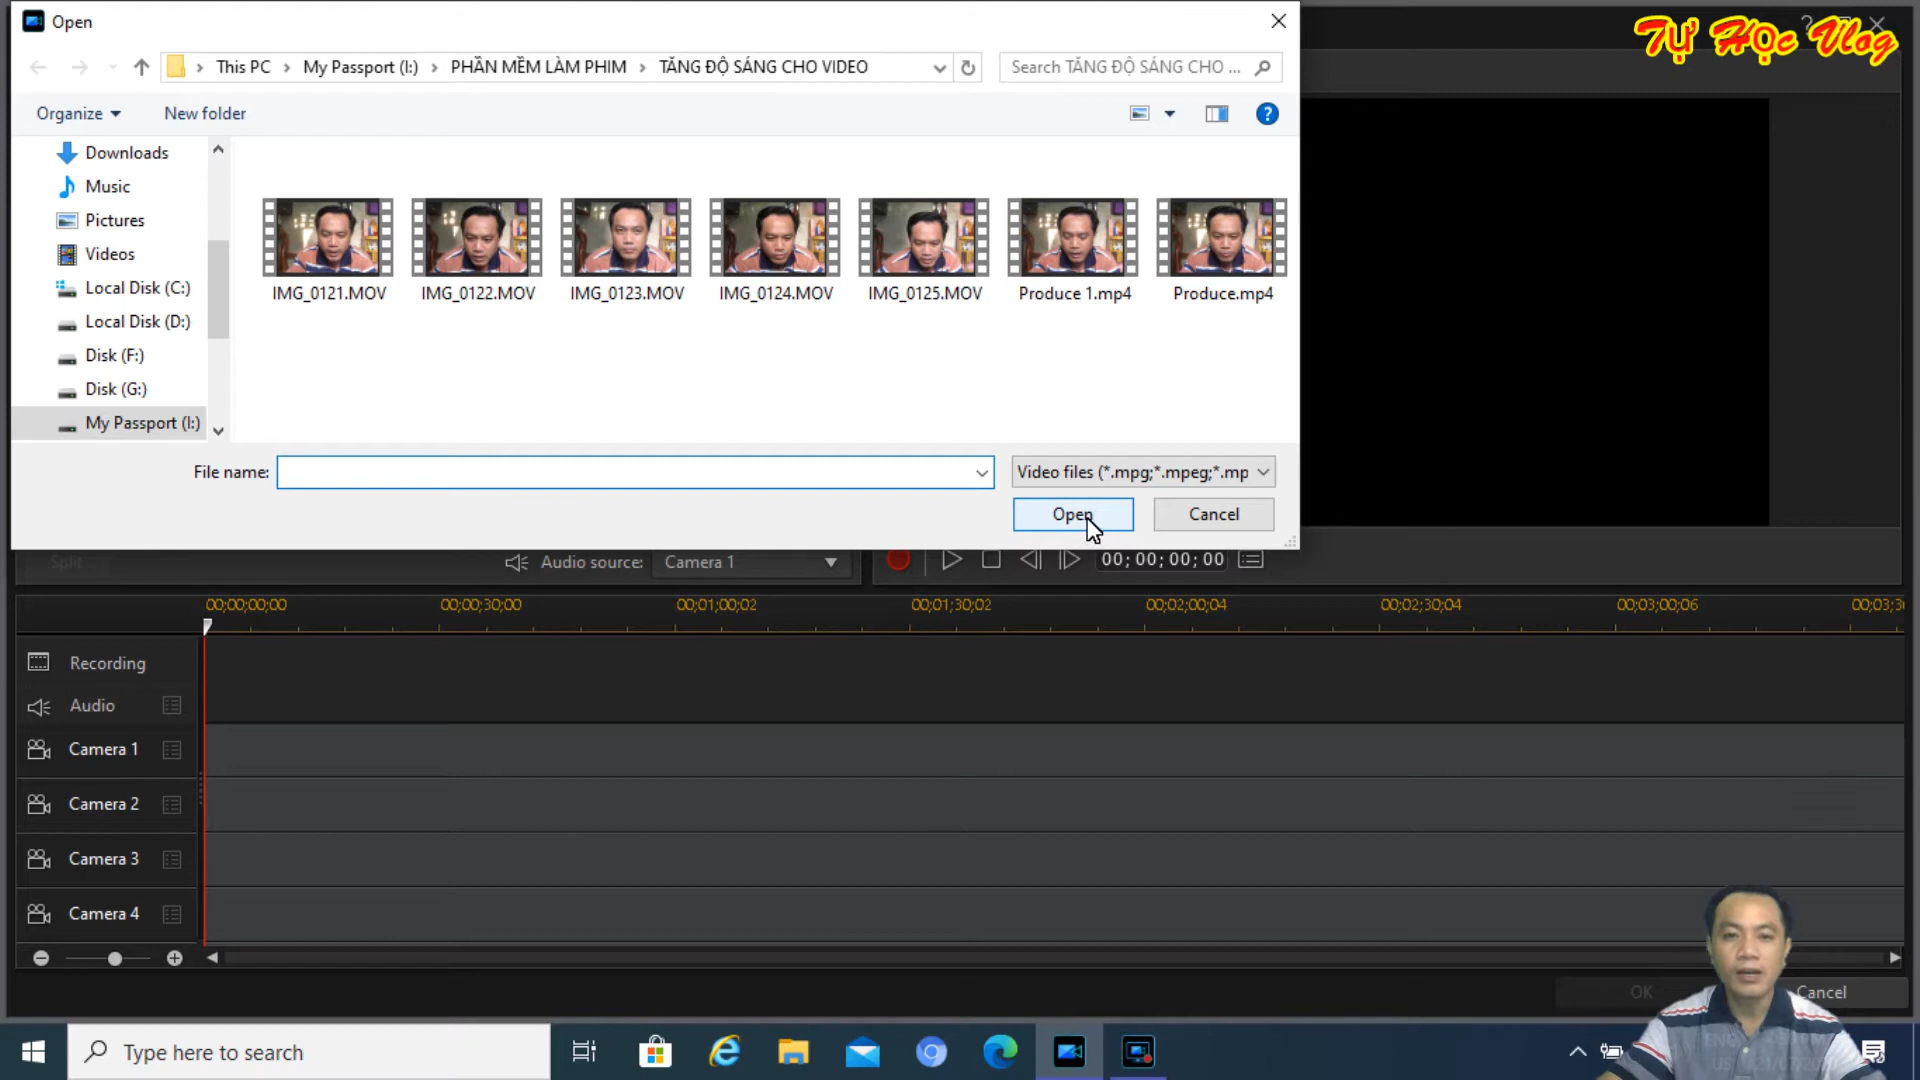 Open
Tự Học Vlog
This PC > My Passport (I:) > PHẦN MỀM LÀM PHIM > TĂNG ĐỘ SÁNG CHO VIDEO
Search TĂNG ĐỘ SÁNG CHO ...
Organize
New folder
Downloads
Music
Pictures
Videos
Local Disk (C:)
Local Disk (D:)
Disk (F:)
Disk (G:)
My Passport (I:)
IMG_0121.MOV
IMG_0122.MOV
IMG_0123.MOV
IMG_0124.MOV
IMG_0125.MOV
Produce 1.mp4
Produce.mp4
File name:
Video files (*.mpg;*.mpeg;*.mp
Open
Cancel
Split
Audio source:
Camera 1
00; 00; 00; 00
00;00;00;00
00;00;30;00
00;01;00;02
00;01;30;02
00;02;00;04
00;02;30;04
00;03;00;06
Recording
Audio
Camera 1
Camera 2
Camera 3
Camera 4
OK
Cancel
Type here to search